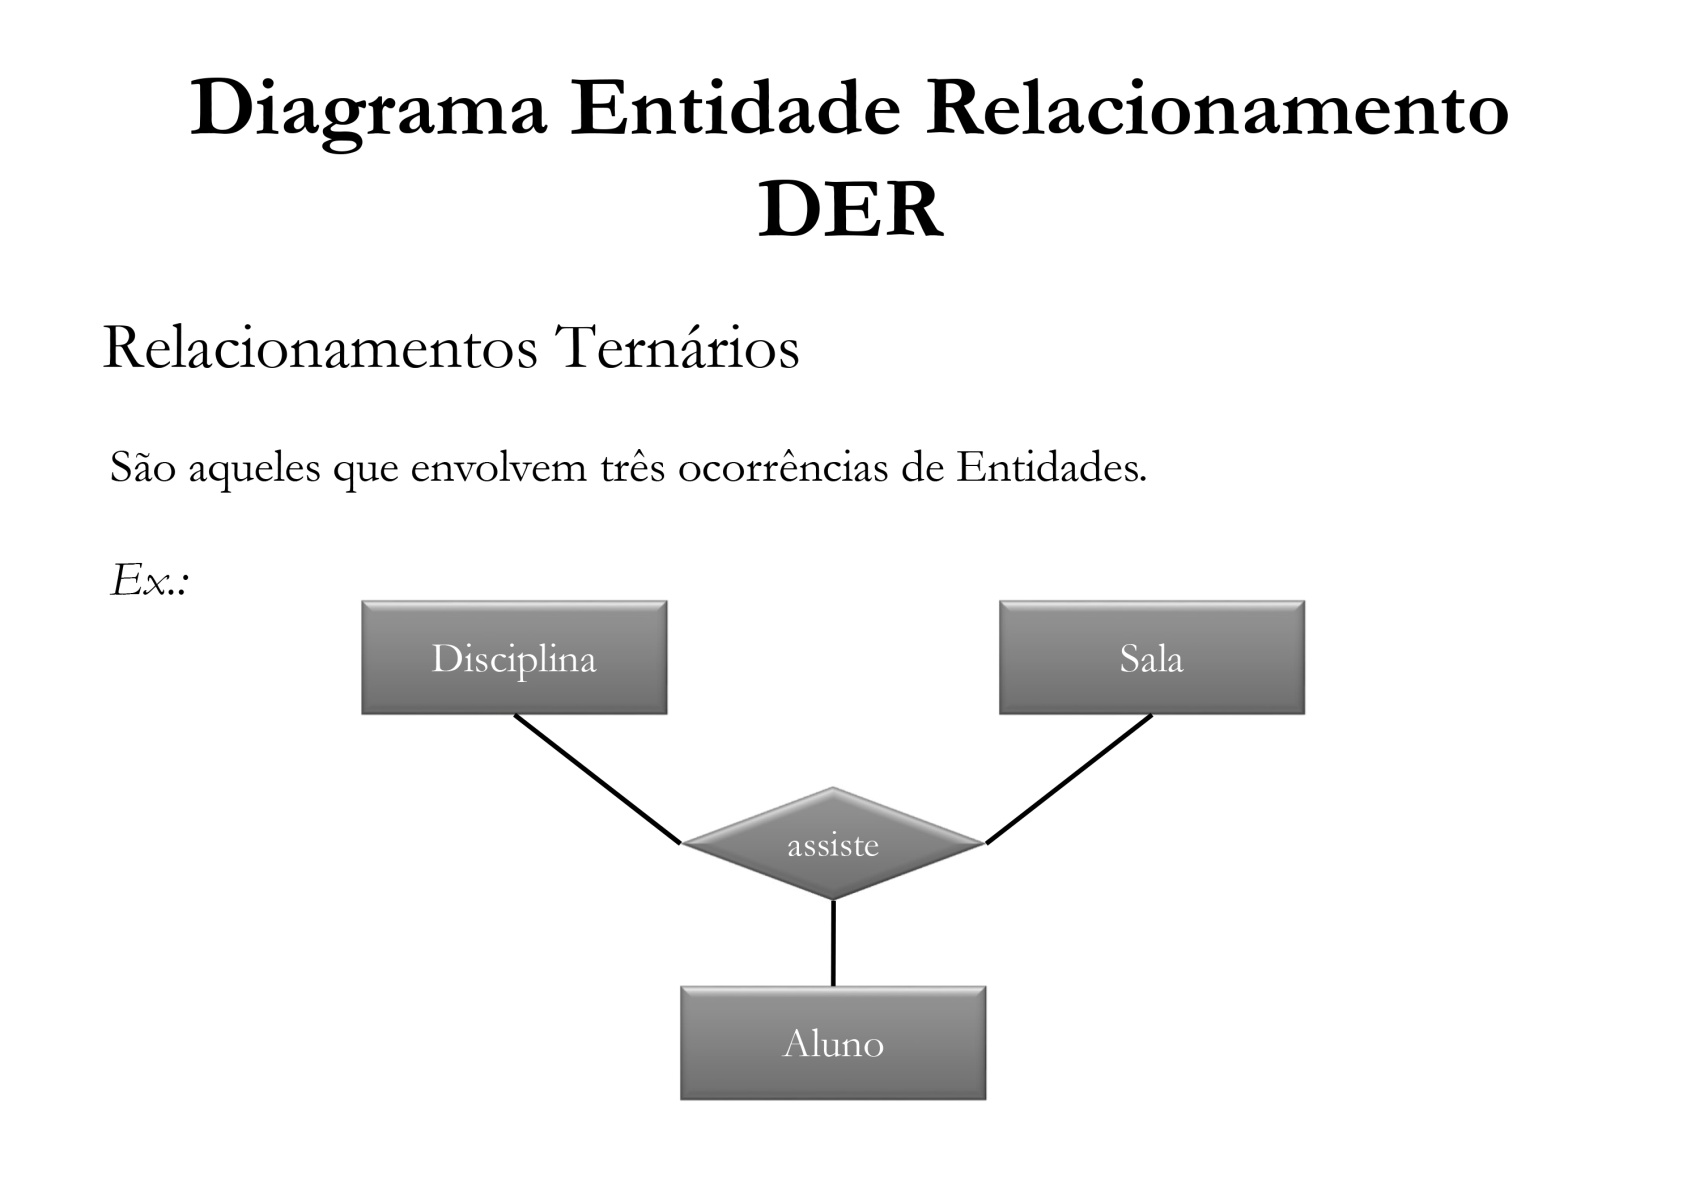 Diagrama Entidade Relacionamento
DER
Relacionamentos Ternários
São aqueles que envolvem três ocorrências de Entidades.
Ex.:
Disciplina
Sala
assiste
Aluno